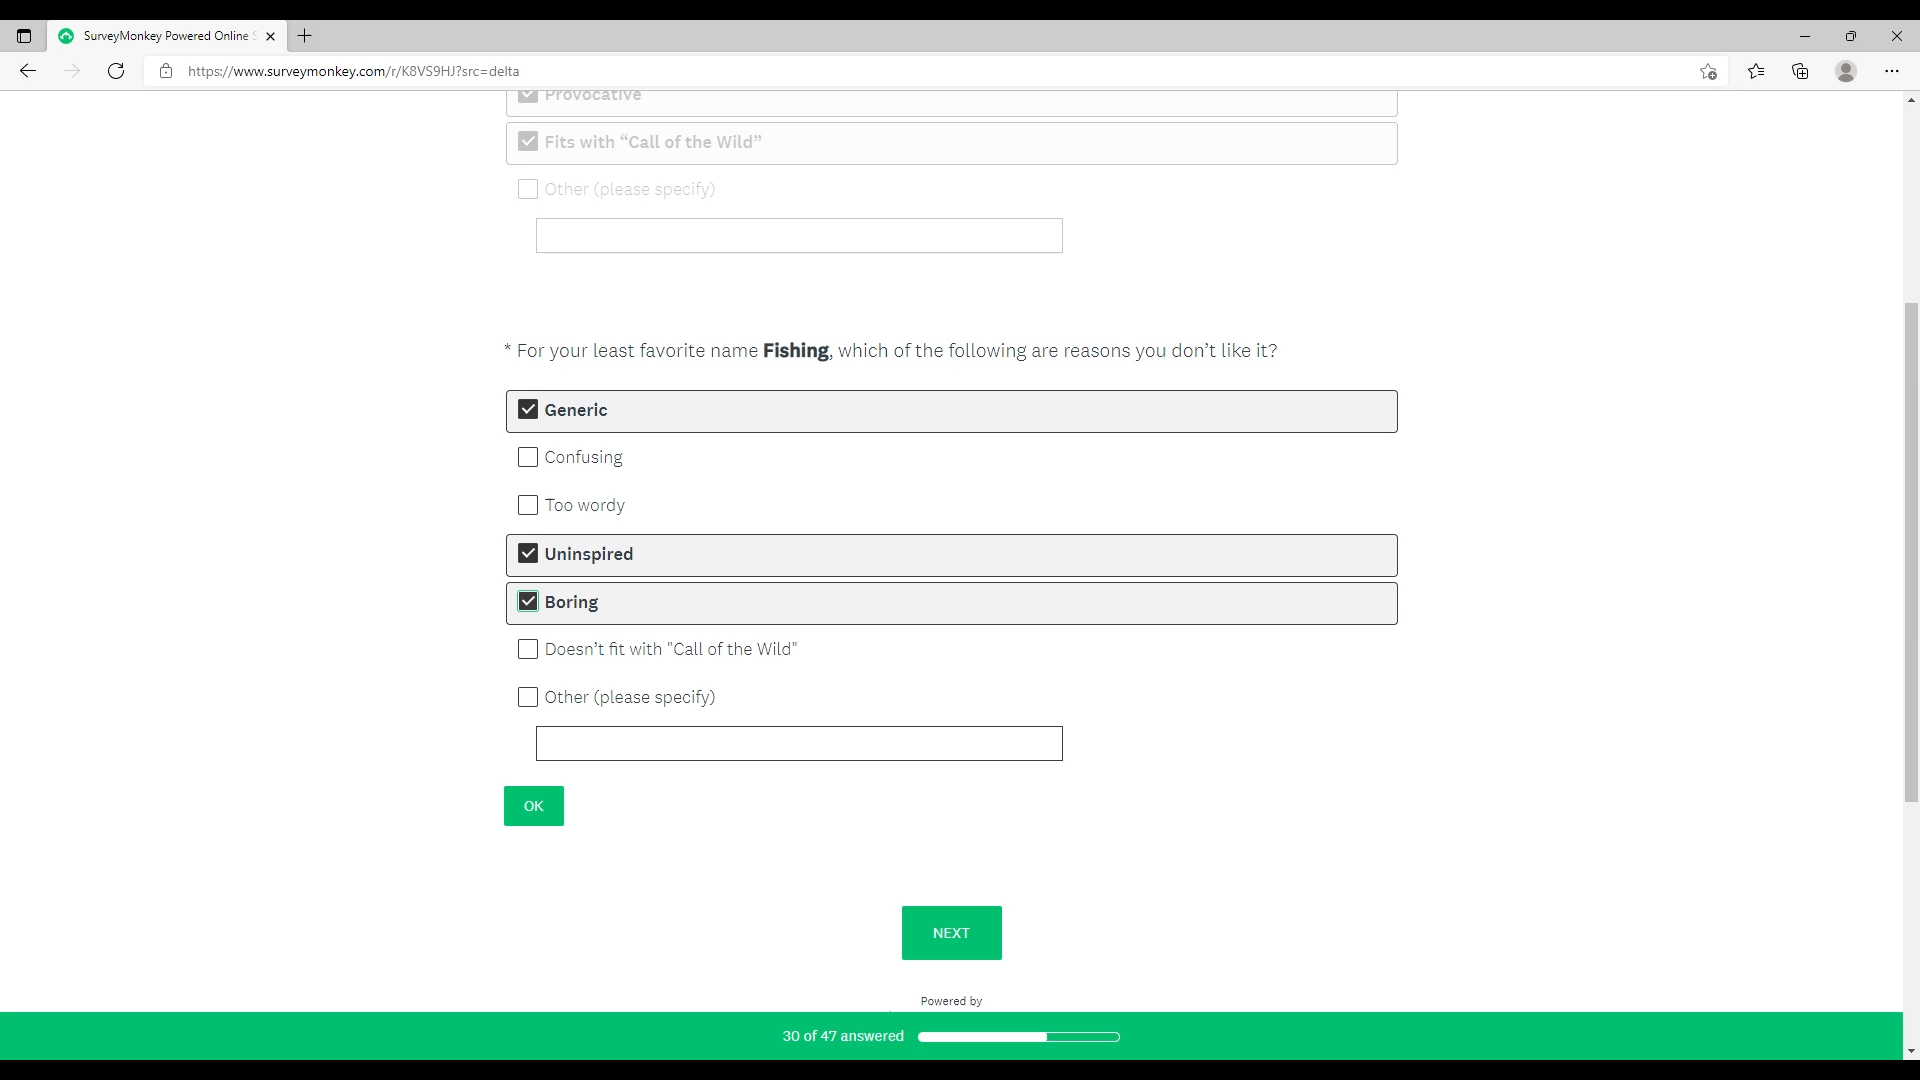 SurveyMonkey Powered Online S
https://www.surveymonkey.com/r/K8VS9HJ?src=delta
Provocative
Fits with “Call of the Wild”
Other (please specify)
* For your least favorite name Fishing, which of the following are reasons you don’t like it?
Generic
Confusing
Too wordy
Uninspired
Boring
Doesn’t fit with "Call of the Wild"
Other (please specify)
OK
NEXT
Powered by
30 of 47 answered